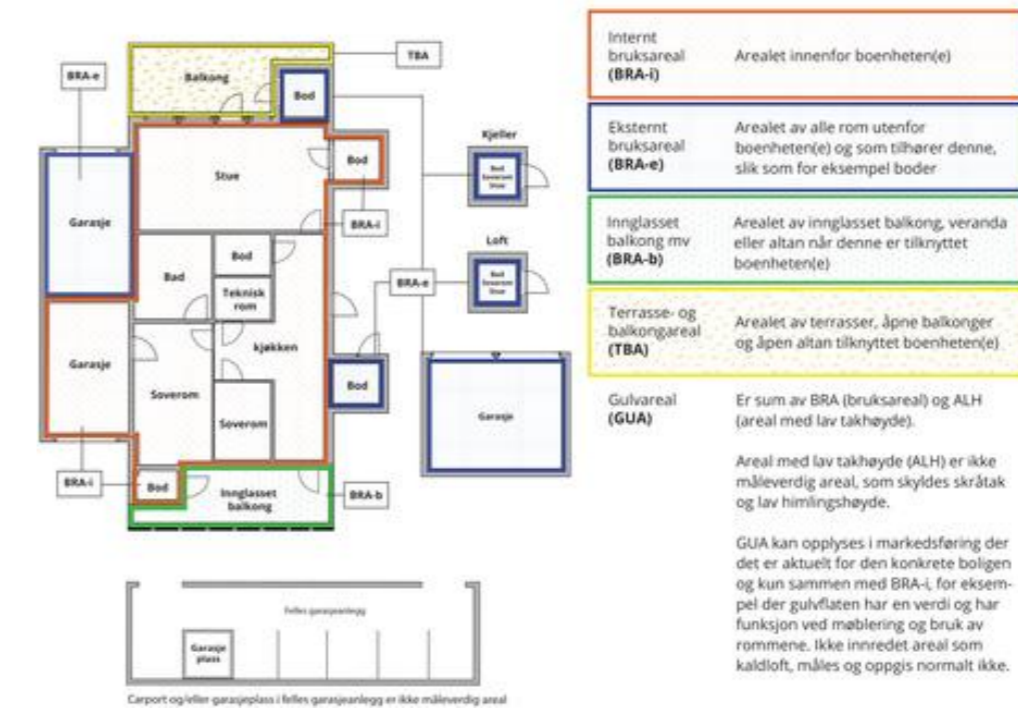 TBA
BRA-e
Balkong
Bod
Kjeller
Bod
Soverom
Stue
Bod
Stue
Garasje
BRA-i
Loft
Bod
Bad
Teknisk
rom
BRA-e
Bod
Soverom
Stue
kjøkken
Garasje
Soverom
Bod
Soverom
Garasje
BRA-i
Bod
Innglasset
balkong
BRA-b
Felles garasjeanlegg
Garasje
plass
Carport og/eller garasjeplass i felles garasjeanlegg er ikke måleverdig areal
Internt
bruksareal
(BRA-i)
Arealet innenfor boenheten(e)
Eksternt
bruksareal
(BRA-e)
Arealet av alle rom utenfor
boenheten(e) og som tilhører denne,
slik som for eksempel boder
Innglasset
balkong mv
(BRA-b)
Arealet av innglasset balkong, veranda
eller altan når denne er tilknyttet
boenheten(e)
Terrasse- og
balkongareal
(TBA)
Arealet av terrasser, åpne balkonger
og åpen altan tilknyttet boenheten(e)
Gulvareal
(GUA)
Er sum av BRA (bruksareal) og ALH
(areal med lav takhøyde).
Areal med lav takhøyde (ALH) er ikke
måleverdig areal, som skyldes skråtak
og lav himlingshøyde.
GUA kan opplyses i markedsføring der
det er aktuelt for den konkrete boligen
og kun sammen med BRA-i, for eksem-
pel der gulvflaten har en verdi og har
funksjon ved møblering og bruk av
rommene. Ikke innredet areal som
kaldloft, måles og oppgis normalt ikke.